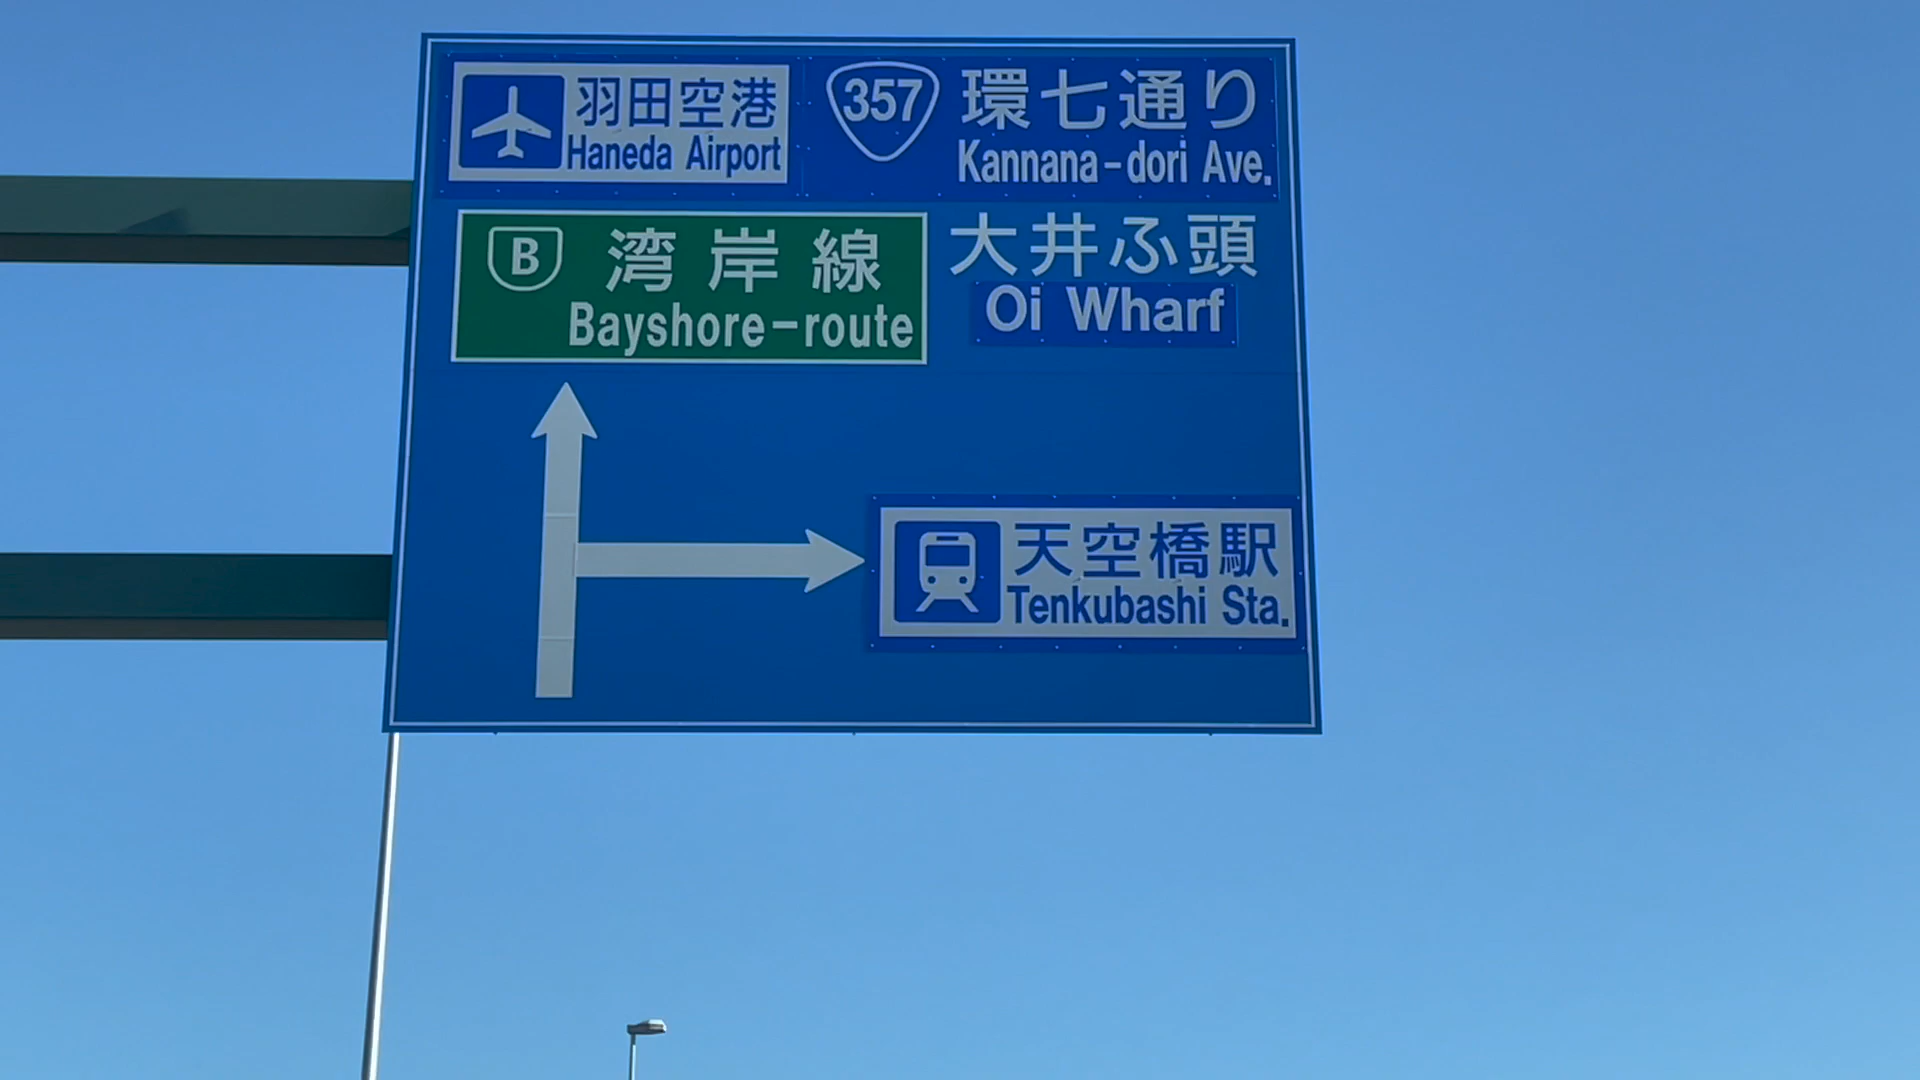 羽田空港
Haneda Airport
357 環七通り
Kannana-dori Ave.
B 湾岸線
Bayshore-route
大井ふ頭
Oi Wharf
天空橋駅
Tenkubashi Sta.